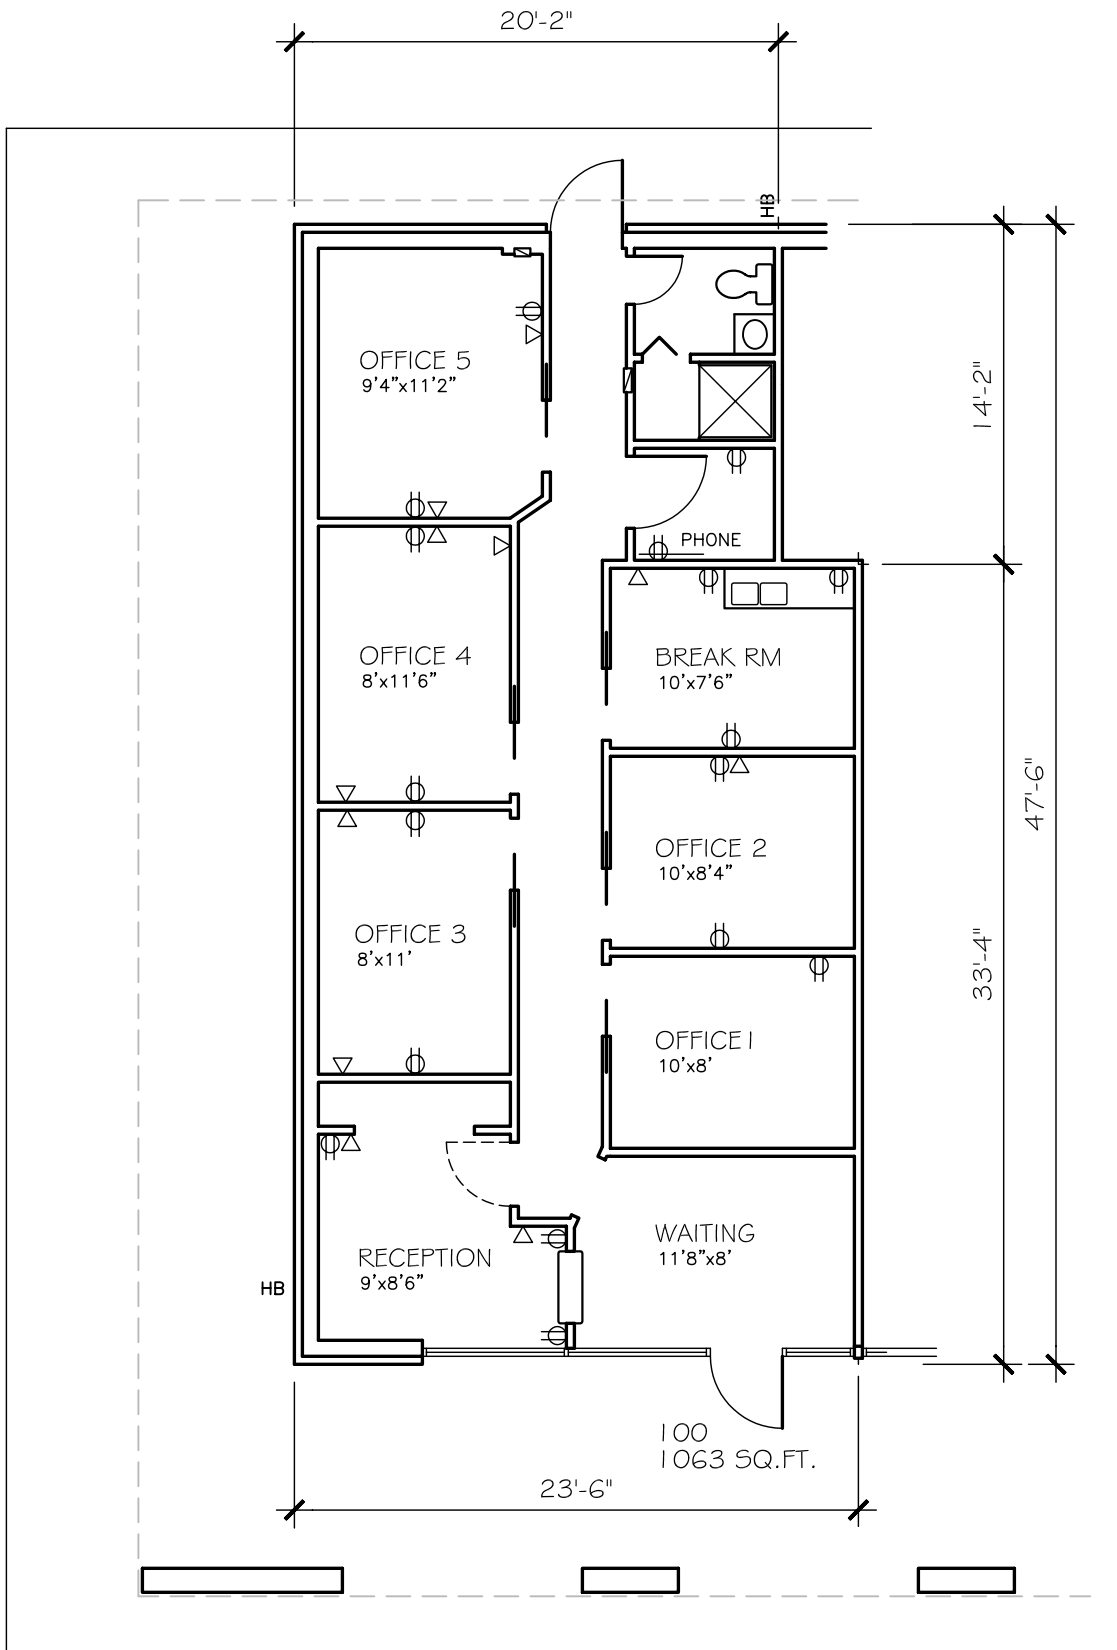 20'-2"
HB
OFFICE 5
9'4"x11'2"
14'-2"
PHONE
OFFICE 4
8'x11'6"
BREAK RM
10'x7'6"
47'-6"
OFFICE 2
10'x8'4"
OFFICE 3
8'x11'
33'-4"
OFFICE 1
10'x8'
WAITING
11'8"x8'
RECEPTION
9'x8'6"
HB
100
1063 SQ.FT.
23'-6"